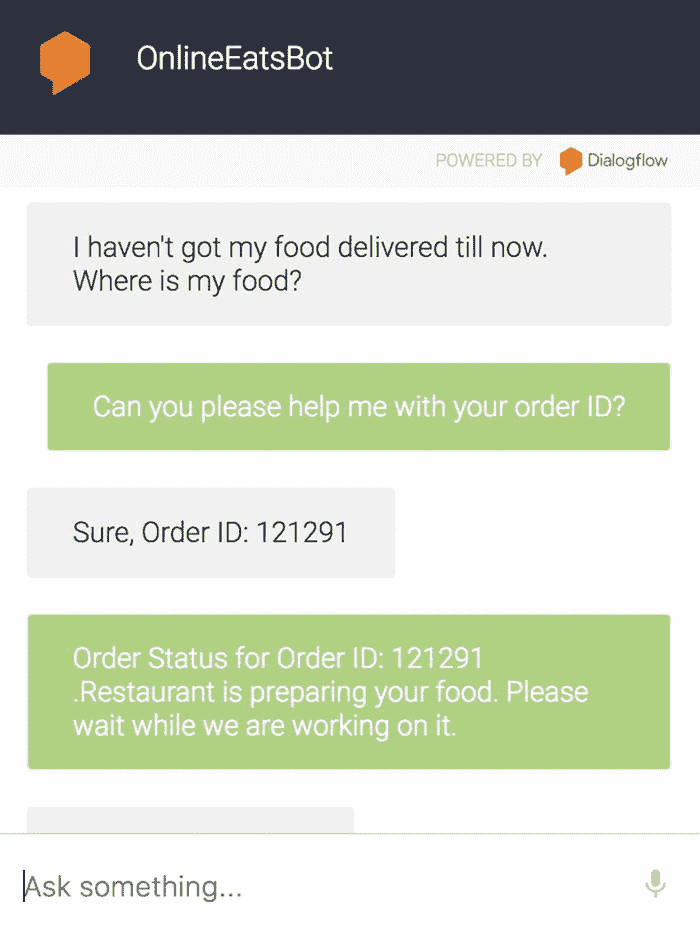 OnlineEatsBot
POWERED BY Dialogflow
I haven't got my food delivered till now.
Where is my food?
Can you please help me with your order ID?
Sure, Order ID: 121291
Order Status for Order ID: 121291
.Restaurant is preparing your food. Please
wait while we are working on it.
Ask something...